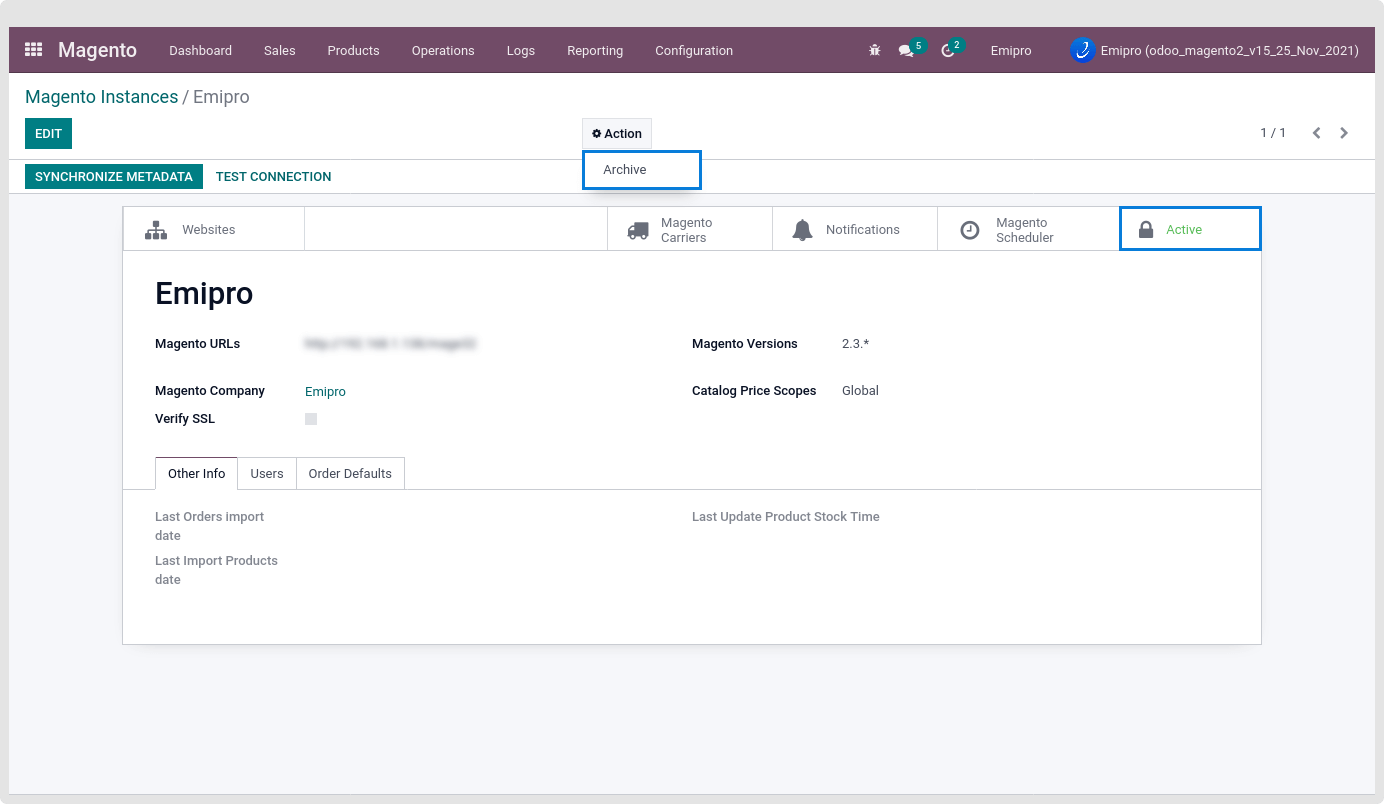 Magento Dashboard Sales Products Operations Logs Reporting Configuration 5 2 Emipro Emipro (odoo_magento2_v15_25_Nov_2021)
Magento Instances / Emipro
EDIT Action 1 / 1
Archive
SYNCHRONIZE METADATA TEST CONNECTION
Websites Magento Carriers Notifications Magento Scheduler Active
Emipro
Magento URLs Magento Versions 2.3.*
Magento Company Emipro Catalog Price Scopes Global
Verify SSL
Other Info Users Order Defaults
Last Orders import Last Update Product Stock Time
date
Last Import Products
date